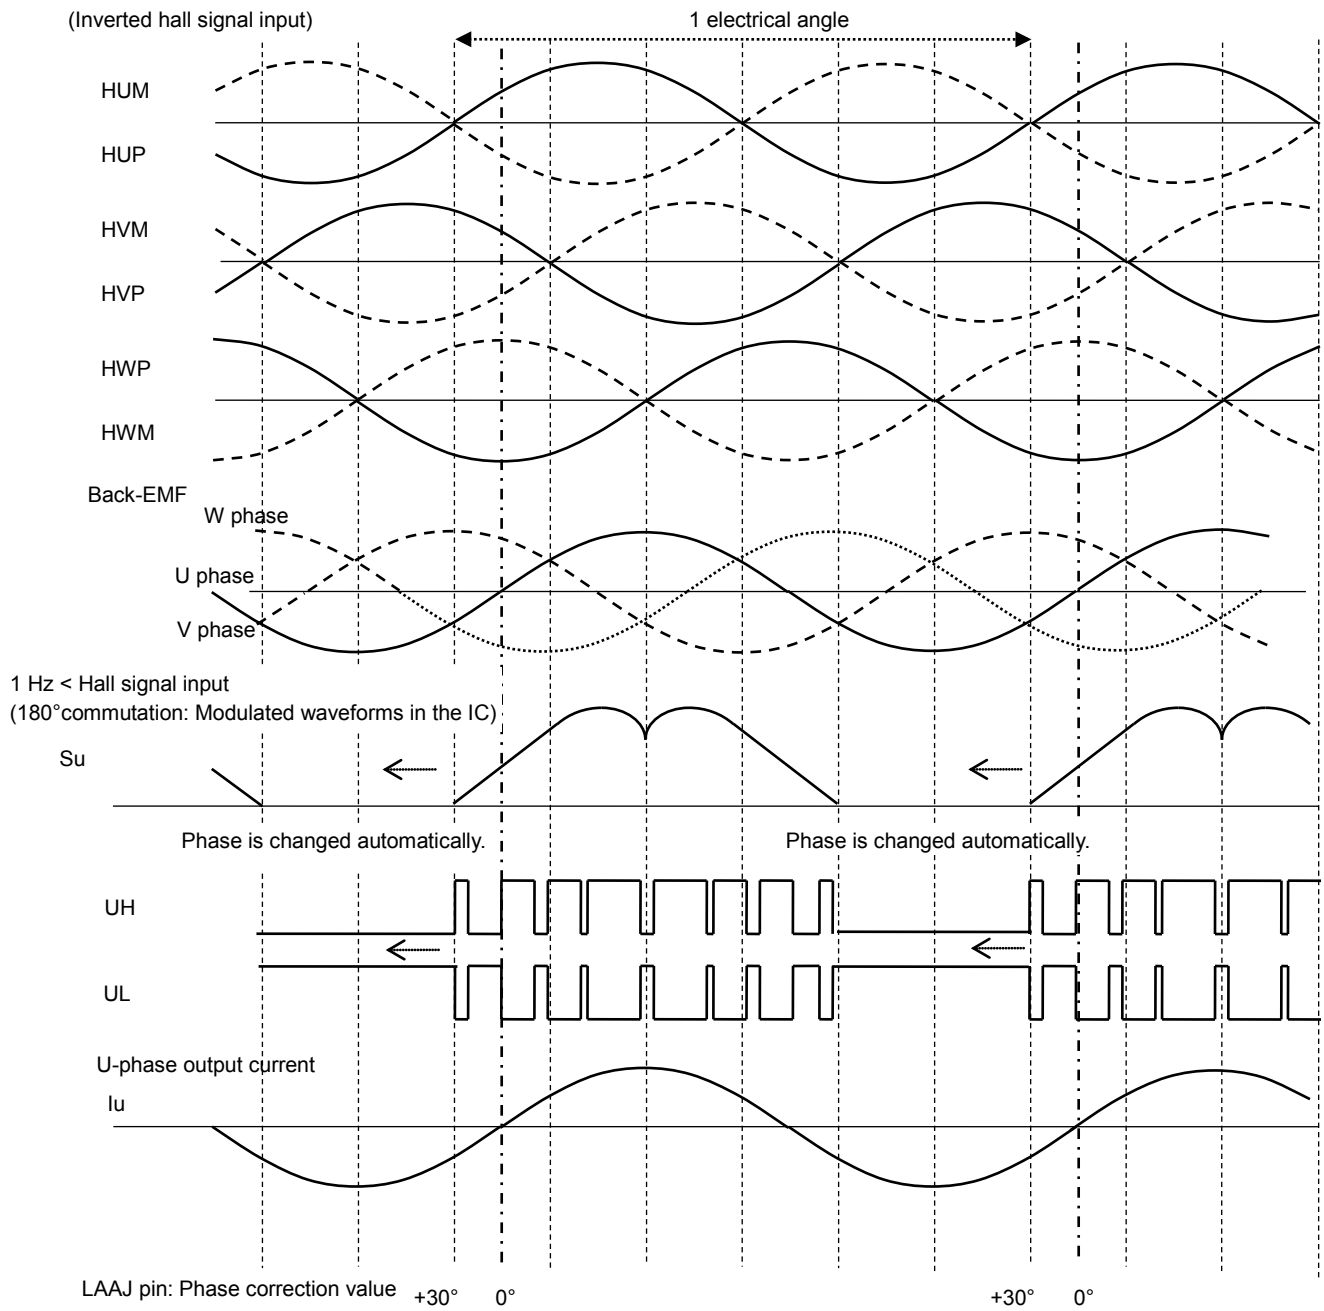 (Inverted hall signal input)
1 electrical angle
HUM
HUP
HVM
HVP
HWP
HWM
Back-EMF
W phase
U phase
V phase
1 Hz < Hall signal input
(180°commutation: Modulated waveforms in the IC)
Su
Phase is changed automatically.
Phase is changed automatically.
UH
UL
U-phase output current
Iu
LAAJ pin: Phase correction value
+30°
0°
+30°
0°